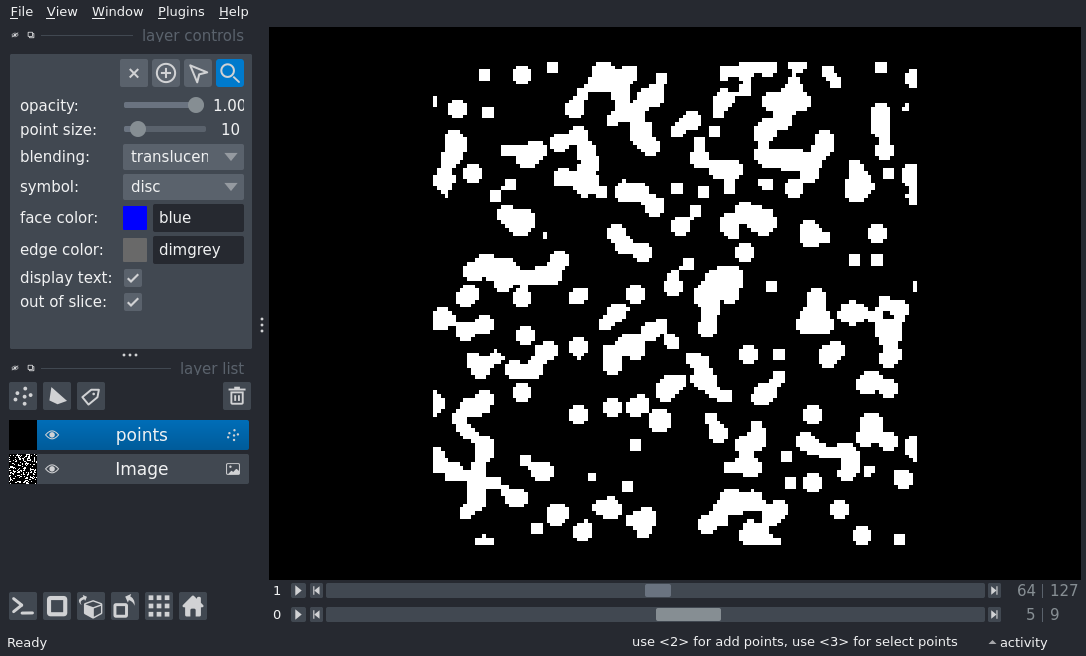 File View Window Plugins Help
layer controls
opacity: 1.00
point size: 10
blending: translucen
symbol: disc
face color: blue
edge color: dimgrey
display text:
out of slice:
layer list
points
Image
1 64 127
0 5 9
Ready use <2> for add points, use <3> for select points activity